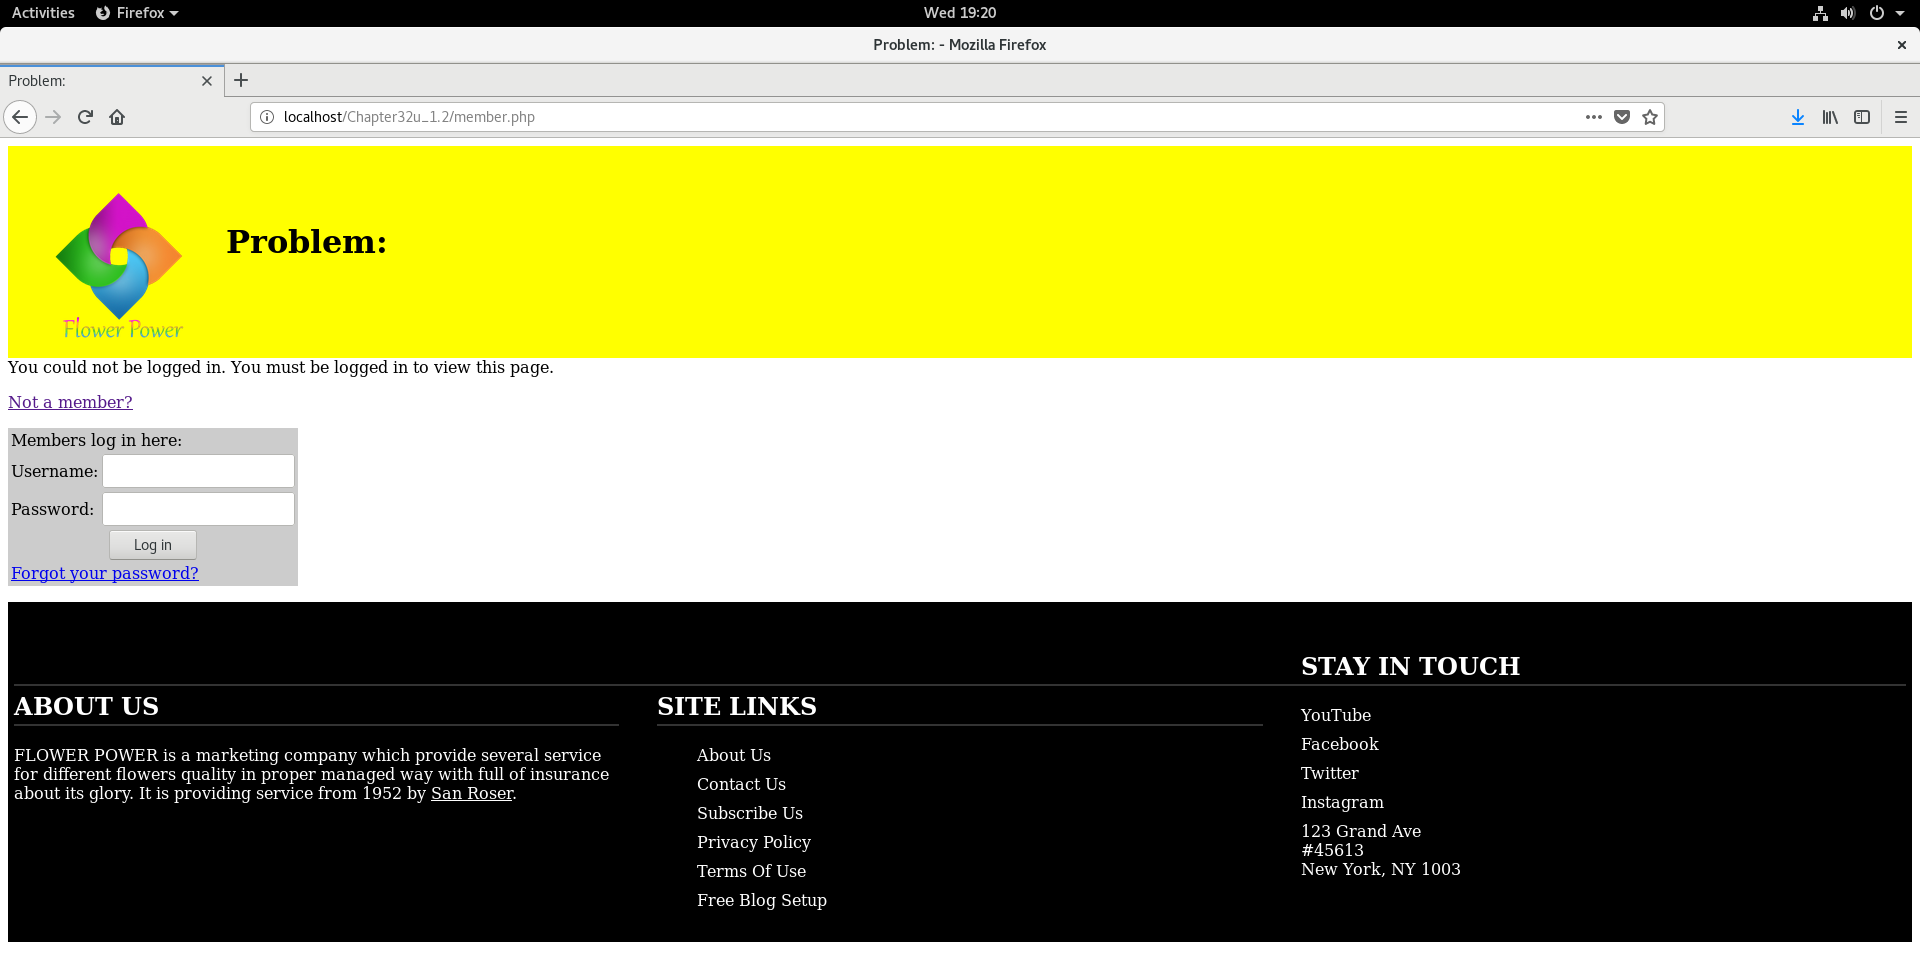 Activities Firefox Wed 19:20
Problem: - Mozilla Firefox
Problem:
localhost/Chapter32u_1.2/member.php
Flower Power
Problem:
You could not be logged in. You must be logged in to view this page.
Not a member?
Members log in here:
Username:
Password:
Log in
Forgot your password?
ABOUT US
FLOWER POWER is a marketing company which provide several service
for different flowers quality in proper managed way with full of insurance
about its glory. It is providing service from 1952 by San Roser.
SITE LINKS
About Us
Contact Us
Subscribe Us
Privacy Policy
Terms Of Use
Free Blog Setup
STAY IN TOUCH
YouTube
Facebook
Twitter
Instagram
123 Grand Ave
#45613
New York, NY 1003